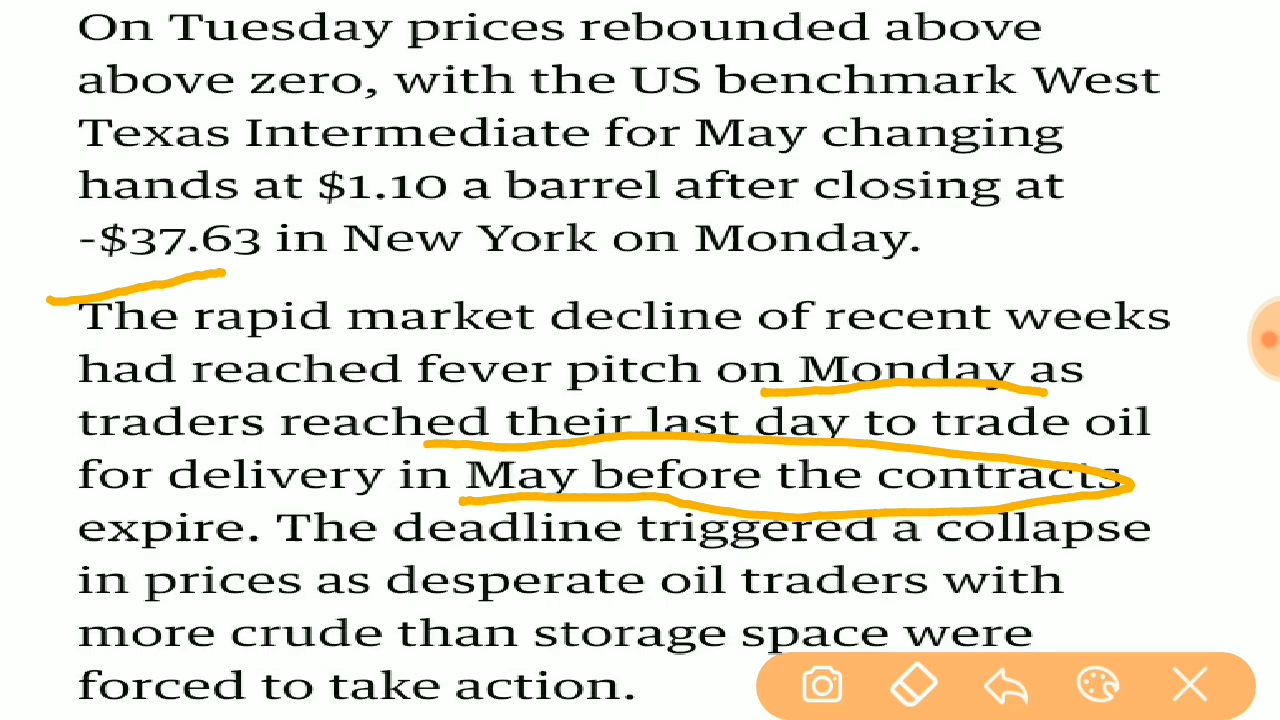 On Tuesday prices rebounded above
above zero, with the US benchmark West
Texas Intermediate for May changing
hands at $1.10 a barrel after closing at
-$37.63 in New York on Monday.
The rapid market decline of recent weeks
had reached fever pitch on Monday as
traders reached their last day to trade oil
for delivery in May before the contracts
expire. The deadline triggered a collapse
in prices as desperate oil traders with
more crude than storage space were
forced to take action.